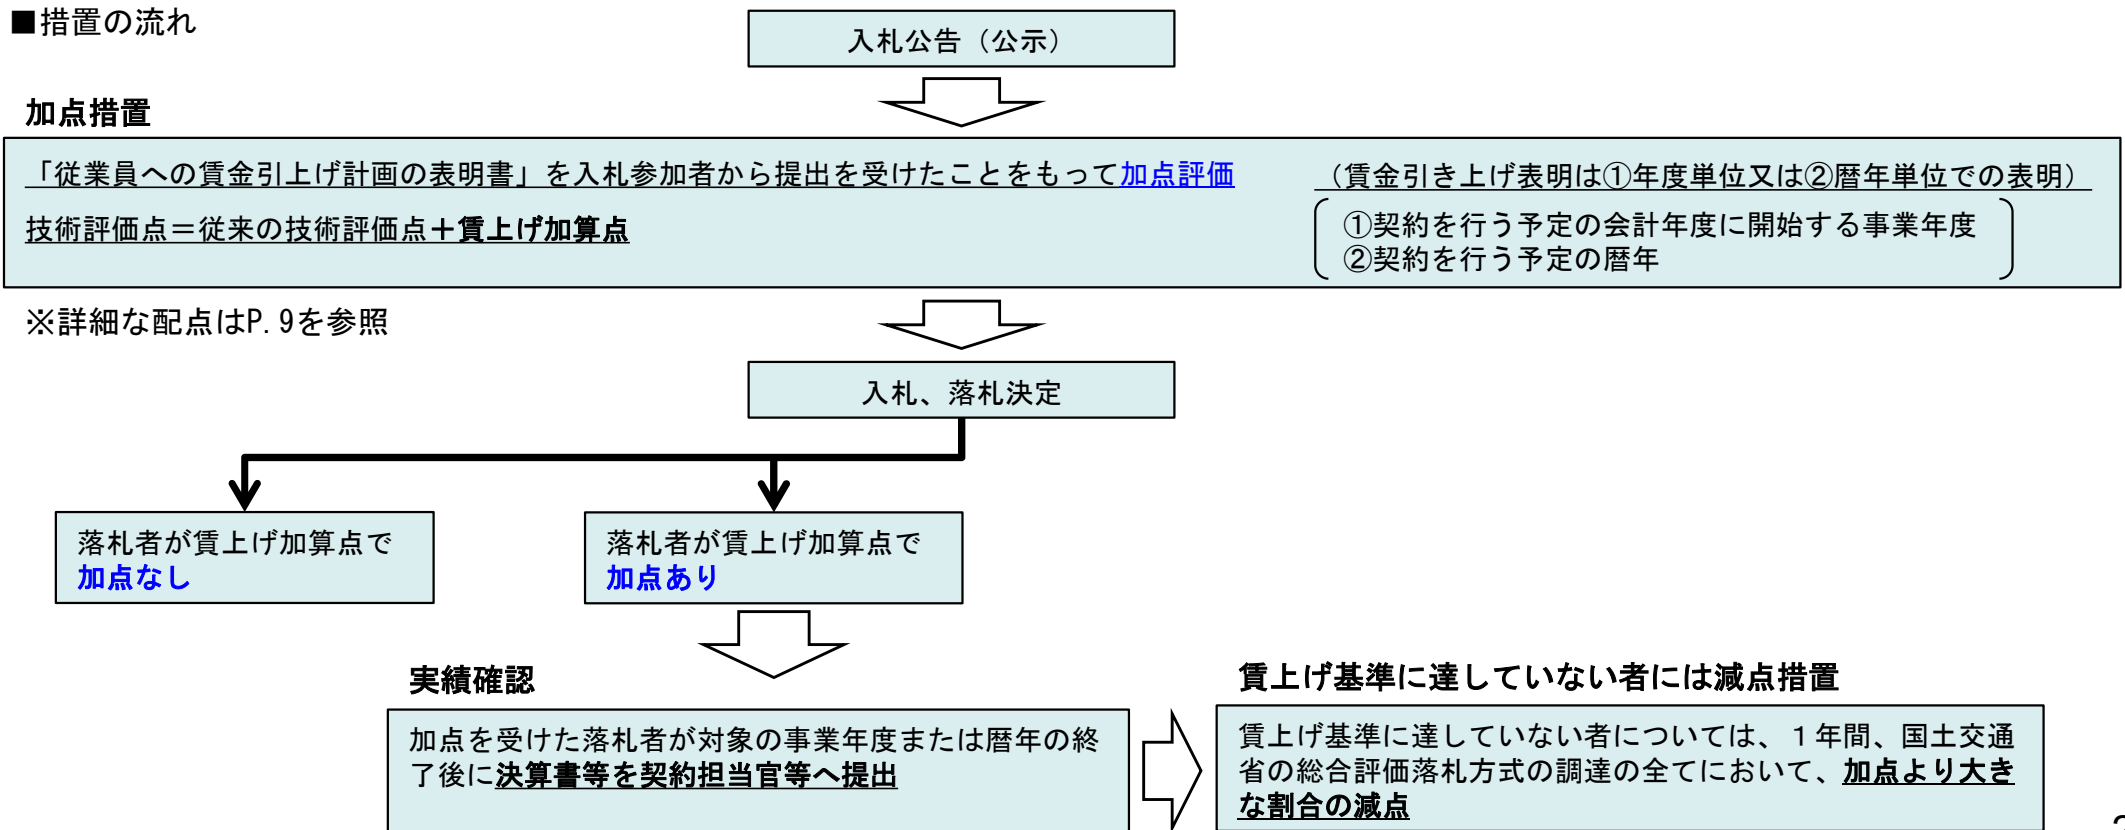 ■措置の流れ
入札公告（公示）
加点措置
「従業員への賃金引上げ計画の表明書」を入札参加者から提出を受けたことをもって加点評価
（賃金引き上げ表明は①年度単位又は②暦年単位での表明）
技術評価点＝従来の技術評価点＋賃上げ加算点
①契約を行う予定の会計年度に開始する事業年度
②契約を行う予定の暦年
※詳細な配点はP.9を参照
入札、落札決定
落札者が賃上げ加算点で
加点なし
落札者が賃上げ加算点で
加点あり
実績確認
加点を受けた落札者が対象の事業年度または暦年の終
了後に決算書等を契約担当官等へ提出
賃上げ基準に達していない者には減点措置
賃上げ基準に達していない者については、１年間、国土交通
省の総合評価落札方式の調達の全てにおいて、加点より大き
な割合の減点